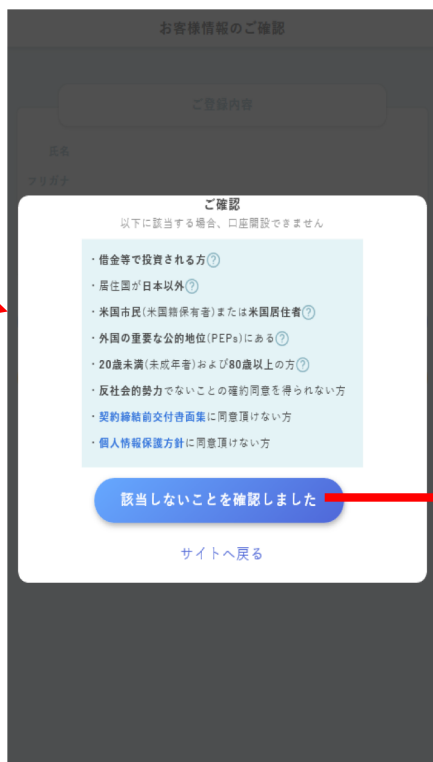 お客様情報のご確認
ご登録内容
氏名
フリガナ
ご確認
以下に該当する場合、口座開設できません
・借金等で投資される方?
・居住国が日本以外?
・米国市民(米国籍保有者)または米国居住者?
・外国の重要な公的地位(PEPs)にある?
・20歳未満(未成年者)および80歳以上の方?
・反社会的勢力でないことの確約同意を得られない方
・契約締結前交付書面集に同意頂けない方
・個人情報保護方針に同意頂けない方
該当しないことを確認しました
サイトへ戻る